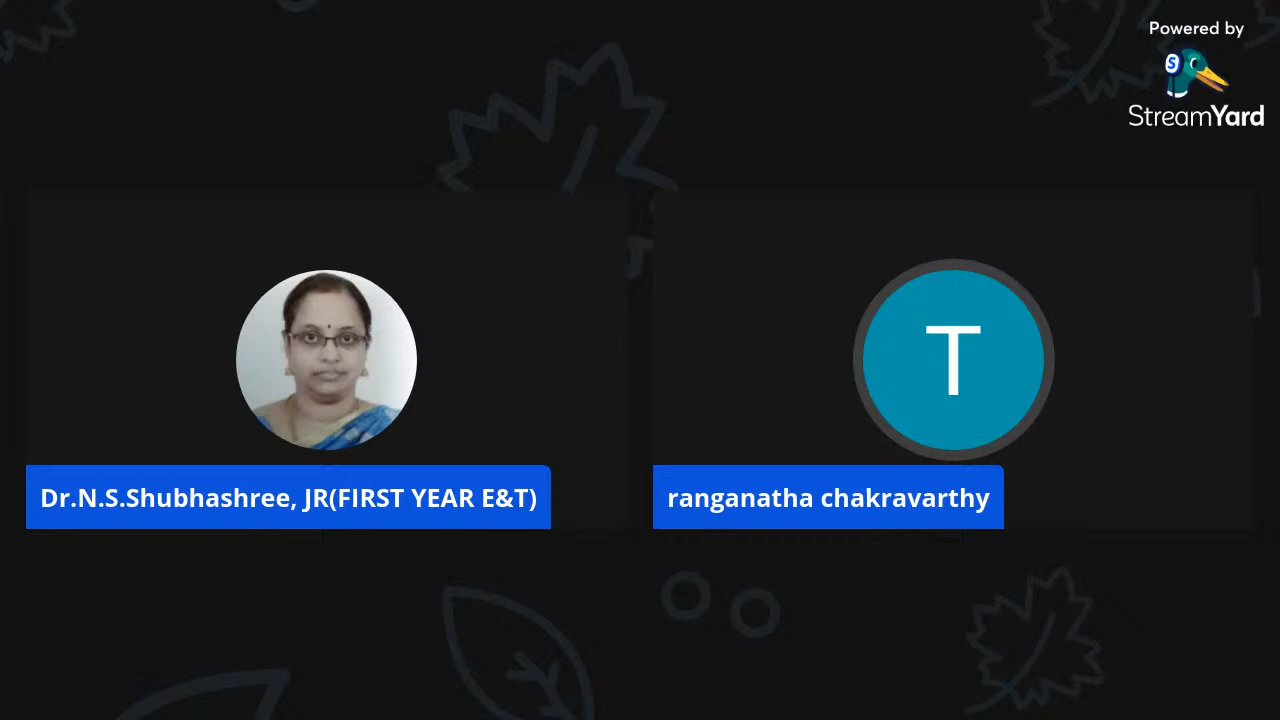 Powered by
S
StreamYard
T
Dr.N.S.Shubhashree, JR(FIRST YEAR E&T)
ranganatha chakravarthy